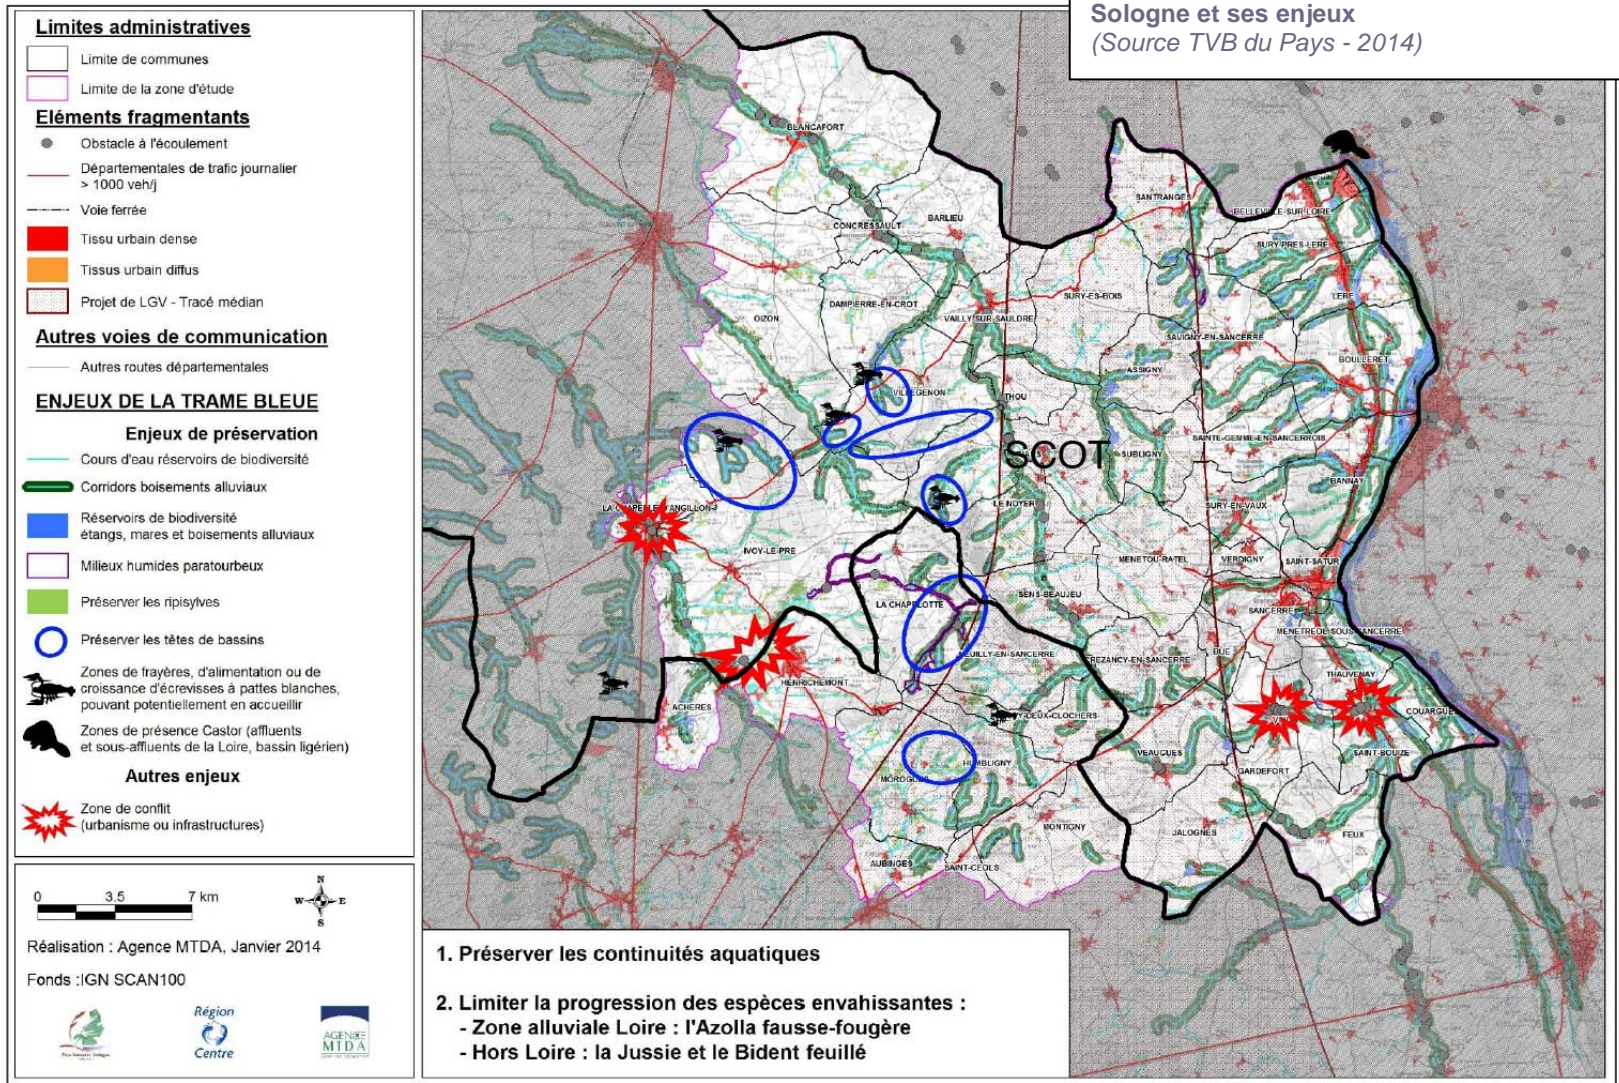 Sologne et ses enjeux
(Source TVB du Pays - 2014)
Limites administratives
Limite de communes
Limite de la zone d'étude
Eléments fragmentants
Obstacle à l'écoulement
Départementales de trafic journalier
> 1000 veh/j
Voie ferrée
Tissu urbain dense
Tissus urbain diffus
Projet de LGV - Tracé médian
Autres voies de communication
Autres routes départementales
ENJEUX DE LA TRAME BLEUE
Enjeux de préservation
Cours d'eau réservoirs de biodiversité
Corridors boisements alluviaux
Réservoirs de biodiversité
étangs, mares et boisements alluviaux
Milieux humides paratourbeux
Préserver les ripisylves
Préserver les têtes de bassins
Zones de frayères, d'alimentation ou de
croissance d'écrevisses à pattes blanches,
pouvant potentiellement en accueillir
Zones de présence Castor (affluents
et sous-affluents de la Loire, bassin ligérien)
Autres enjeux
Zone de conflit
(urbanisme ou infrastructures)
0 3.5 7 km
N
W E
S
Réalisation : Agence MTDA, Janvier 2014
Fonds :IGN SCAN100
Région
Centre
AGENCE
MTDA
BLANCAFORT
SANTRANGES
BELLEVILLE-SUR-LOIRE
BARLIEU
CONCRESSAULT
SURY-PRES-LERE
DAMPIERRE-EN-CROT
SURY-ES-BOIS
LERE
OIZON
VAILLY-SUR-SAULDRE
SAVIGNY-EN-SANCERRE
BOULLERET
ASSIGNY
VILLEGENON
THOU
SAINTE-GEMME-EN-SANCERROIS
SCOT
SUBLIGNY
BANNAY
LE NOYER
SURY-EN-VAUX
LA CHAPELLE-D'ANGILLON
IVOY-LE-PRE
MENETOU-RATEL
VERDIGNY
SAINT-SATUR
SENS-BEAUJEU
LA CHAPELOTTE
SANCERRE
MENETREOL-SOUS-SANCERRE
BUE
NEUILLY-EN-SANCERRE
CREZANCY-EN-SANCERRE
THAUVENAY
HENRICHEMONT
ACHERES
Y-DEUX-CLOCHERS
COUARGUES
VEAUGUES
SAINT-BOUIZE
HUMBLIGNY
GARDEFORT
MOROGUES
MONTIGNY
JALOGNES
FEUX
AUBINGES
SAINT-CEOLS
1. Préserver les continuités aquatiques
2. Limiter la progression des espèces envahissantes :
- Zone alluviale Loire : l'Azolla fausse-fougère
- Hors Loire : la Jussie et le Bident feuillé